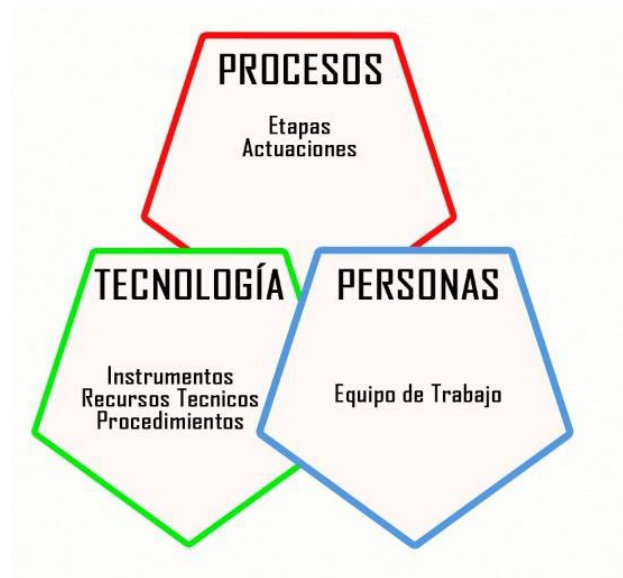 PROCESOS
Etapas
Actuaciones
TECNOLOGÍA
Instrumentos
Recursos Tecnicos
Procedimientos
PERSONAS
Equipo de Trabajo